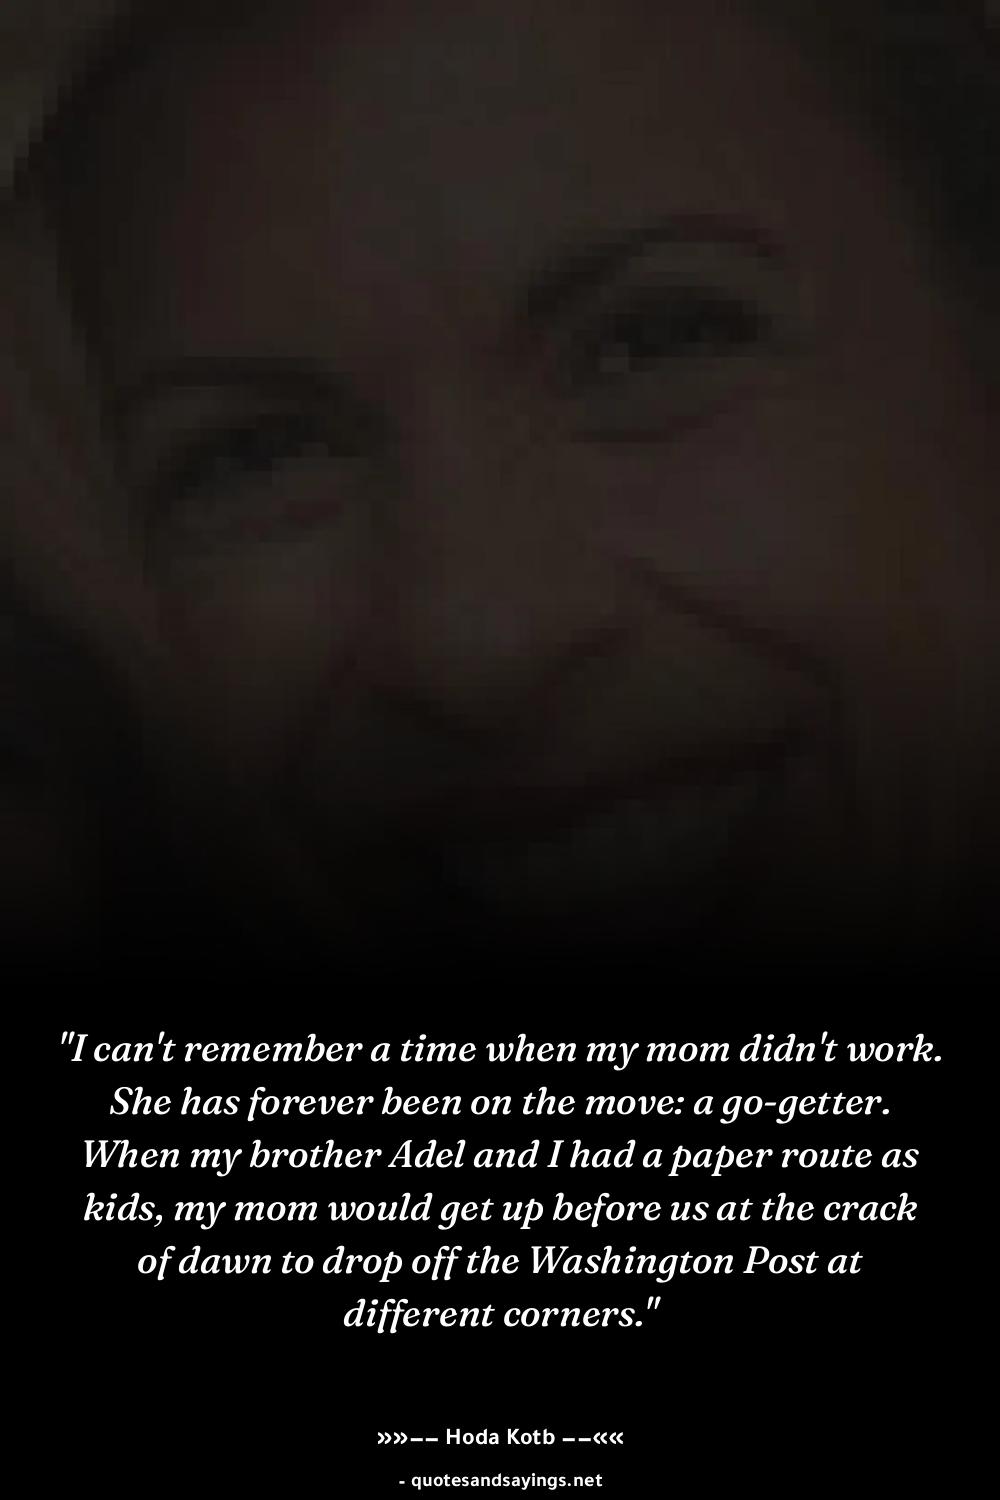 "I can't remember a time when my mom didn't work.
She has forever been on the move: a go-getter.
When my brother Adel and I had a paper route as
kids, my mom would get up before us at the crack
of dawn to drop off the Washington Post at
different corners."
»»–– Hoda Kotb ––««
- quotesandsayings.net